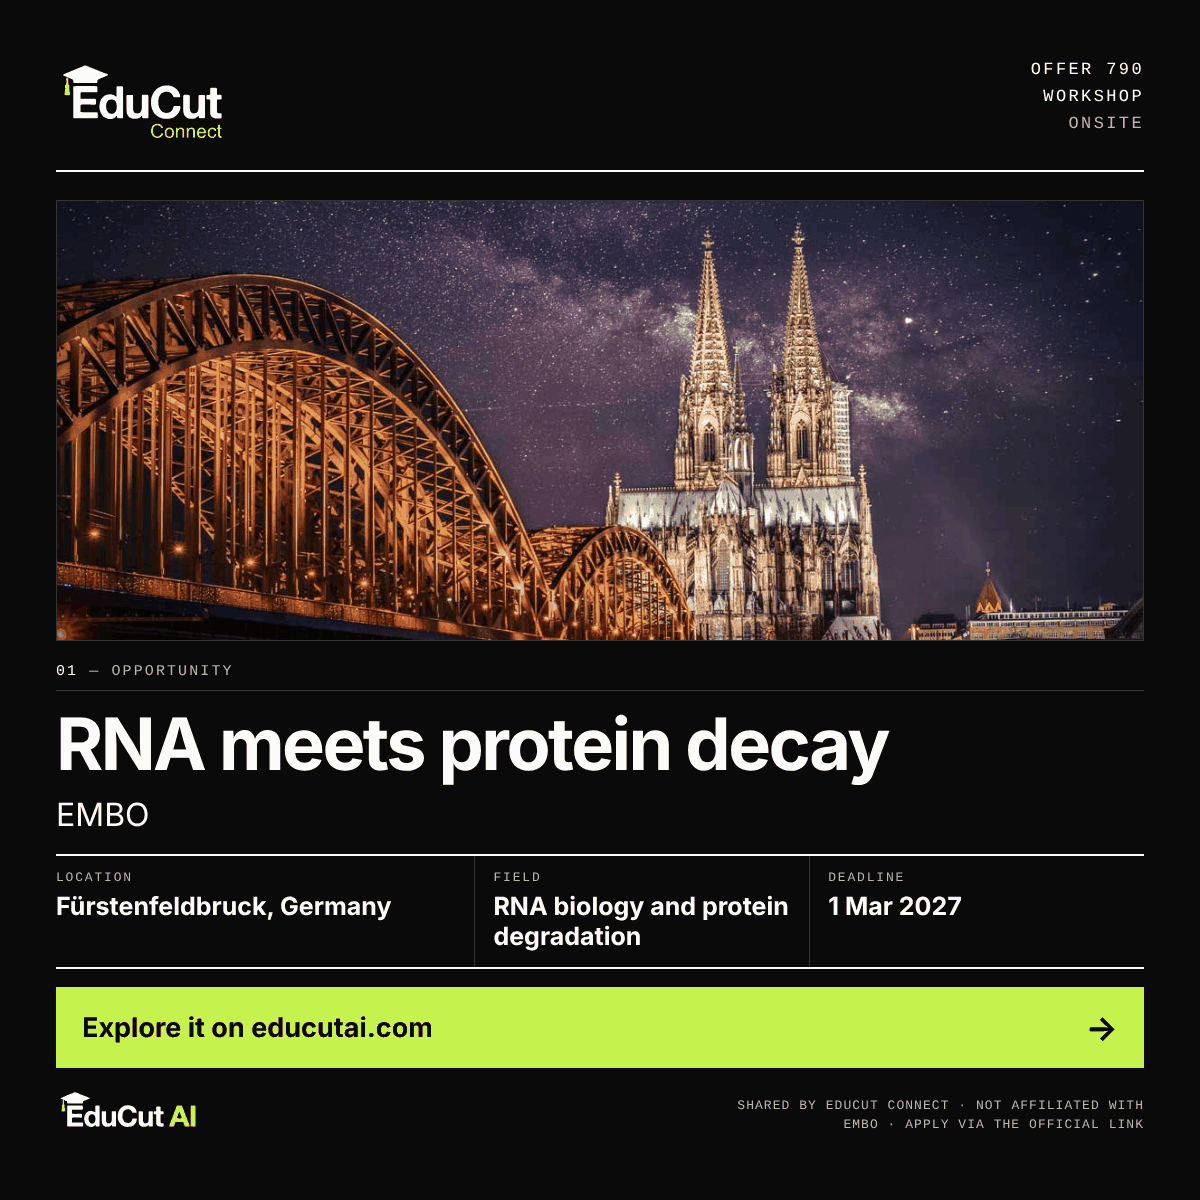 EduCut
Connect
OFFER 790
WORKSHOP
ONSITE
01 — OPPORTUNITY
RNA meets protein decay
EMBO
LOCATION
Fürstenfeldbruck, Germany
FIELD
RNA biology and protein
degradation
DEADLINE
1 Mar 2027
Explore it on educutai.com →
EduCut AI
SHARED BY EDUCUT CONNECT · NOT AFFILIATED WITH
EMBO · APPLY VIA THE OFFICIAL LINK